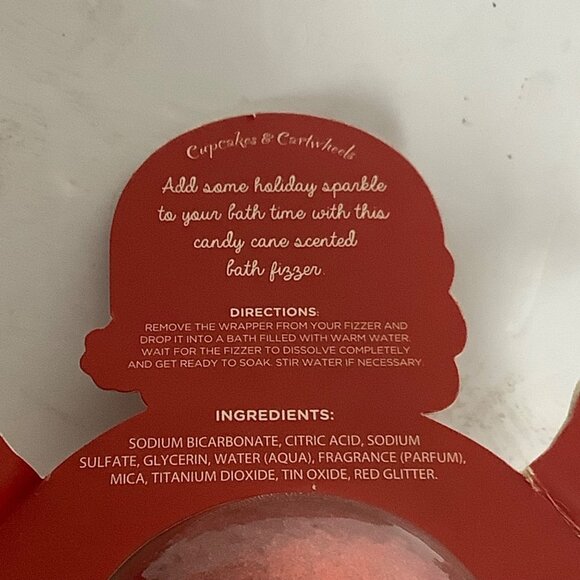 Cupcakes & Cartwheels
Add some holiday sparkle
to your bath time with this
candy cane scented
bath fizzer.
DIRECTIONS:
REMOVE THE WRAPPER FROM YOUR FIZZER AND
DROP IT INTO A BATH FILLED WITH WARM WATER.
WAIT FOR THE FIZZER TO DISSOLVE COMPLETELY
AND GET READY TO SOAK. STIR WATER IF NECESSARY.
INGREDIENTS:
SODIUM BICARBONATE, CITRIC ACID, SODIUM
SULFATE, GLYCERIN, WATER (AQUA), FRAGRANCE (PARFUM),
MICA, TITANIUM DIOXIDE, TIN OXIDE, RED GLITTER.